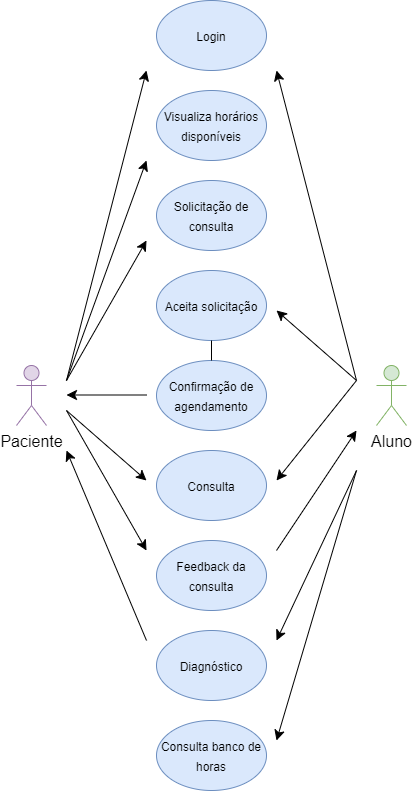 Login
Visualiza horários
disponíveis
Solicitação de
consulta
Aceita solicitação
Confirmação de
agendamento
Paciente
Aluno
Consulta
Feedback da
consulta
Diagnóstico
Consulta banco de
horas